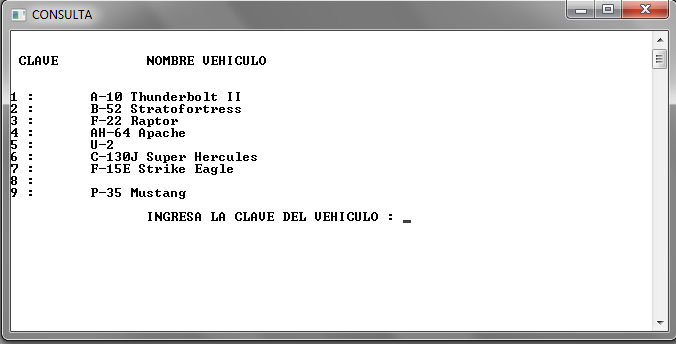 CONSULTA
CLAVE NOMBRE VEHICULO
1 : A-10 Thunderbolt II
2 : B-52 Stratofortress
3 : F-22 Raptor
4 : AH-64 Apache
5 : U-2
6 : C-130J Super Hercules
7 : F-15E Strike Eagle
8 :
9 : P-35 Mustang
INGRESA LA CLAVE DEL VEHICULO : _